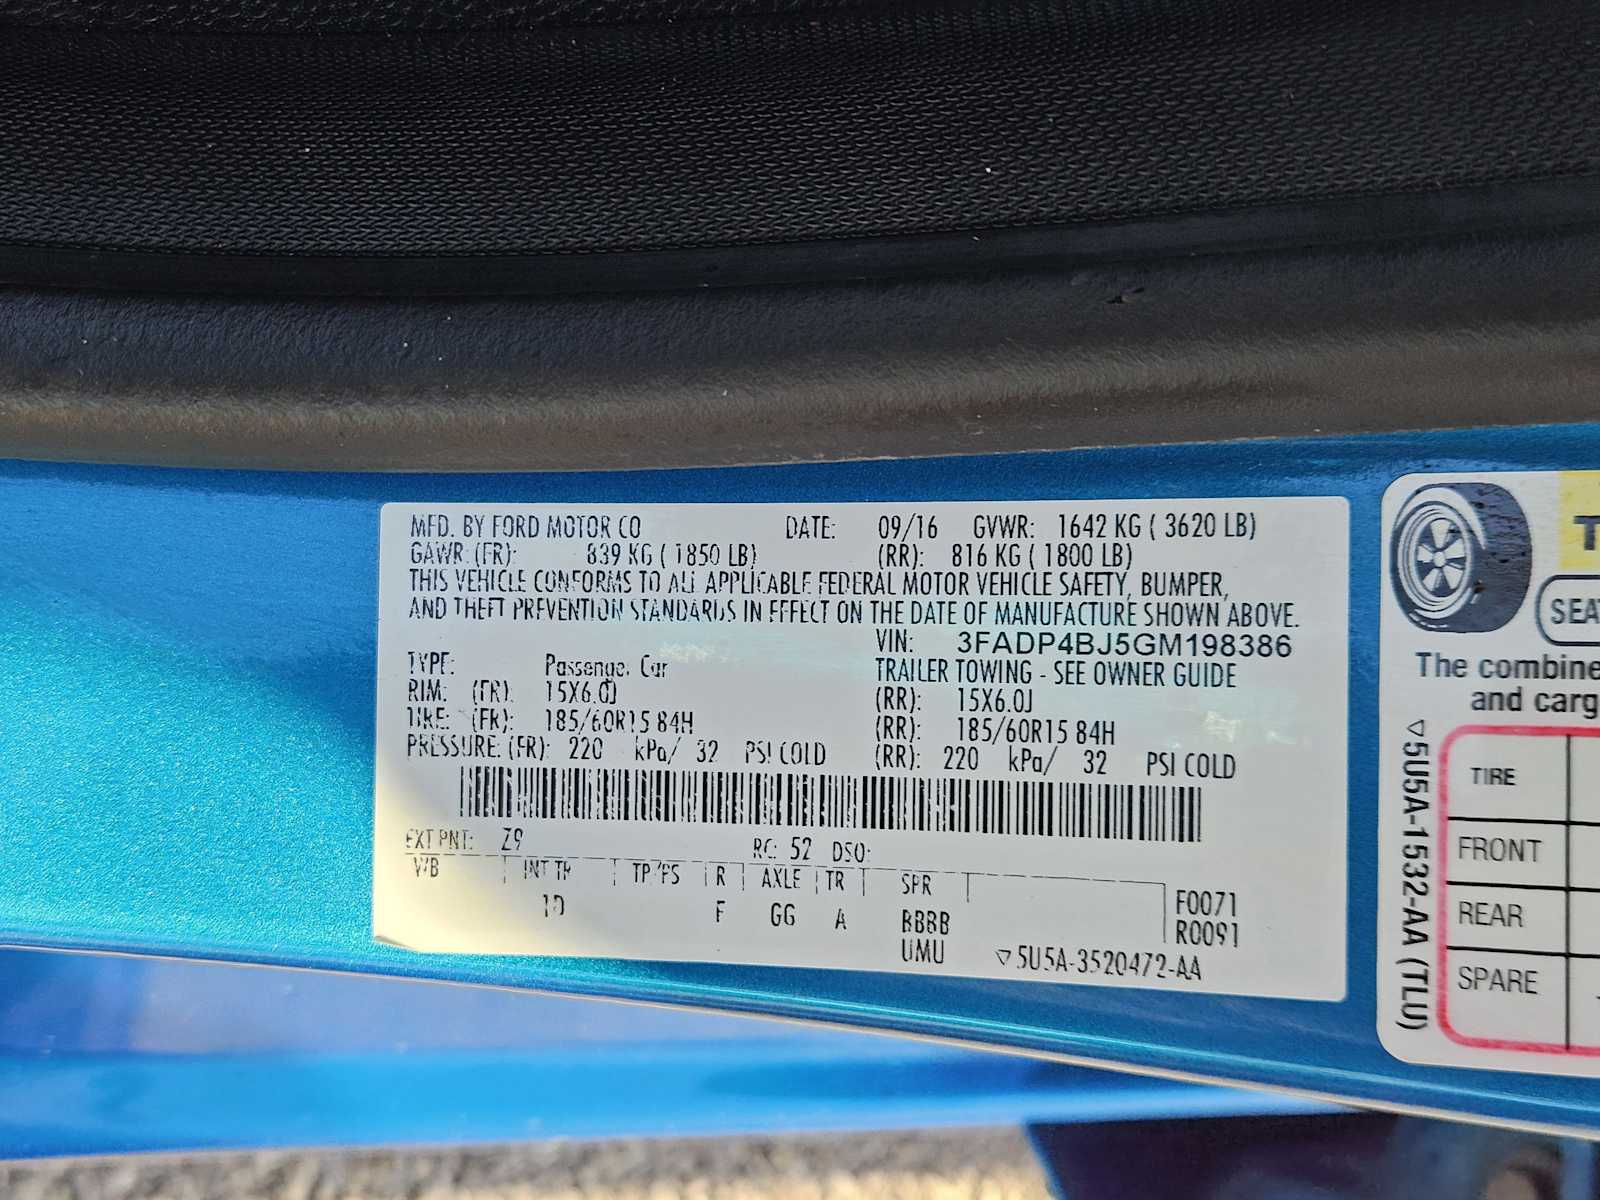 MFD. BY FORD MOTOR CO DATE: 09/16 GVWR: 1642 KG ( 3620 LB)
GAWR: (FR): 839 KG ( 1850 LB) (RR): 816 KG ( 1800 LB)
THIS VEHICLE CONFORMS TO ALL APPLICABLE FEDERAL MOTOR VEHICLE SAFETY, BUMPER,
AND THEFT PREVENTION STANDARDS IN EFFECT ON THE DATE OF MANUFACTURE SHOWN ABOVE.
VIN: 3FADP4BJ5GM198386
TYPE: Passenger Car TRAILER TOWING - SEE OWNER GUIDE
RIM: (FR): 15X6.0J (RR): 15X6.0J
TIRE: (FR): 185/60R15 84H (RR): 185/60R15 84H
PRESSURE: (FR): 220 kPa/ 32 PSI COLD (RR): 220 kPa/ 32 PSI COLD
EXT PNT: Z9 RC: 52 DSO:
WB INT TR TP/PS R AXLE TR SPR
F GG A BBBB F0071
UMU R0091
▽5U5A-3520472-AA
The combine
and carg
▽5U5A-1532-AA (TLU)
TIRE
FRONT
REAR
SPARE